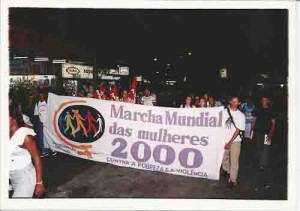 Marcha Mundial
das mulheres
2000
CONTRA A POBREZA E A VIOLÊNCIA